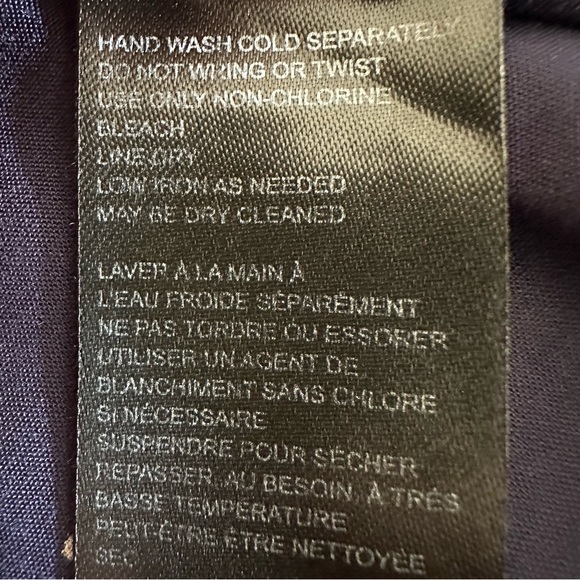 HAND WASH COLD SEPARATELY
DO NOT WRING OR TWIST
USE ONLY NON-CHLORINE
BLEACH
LINE DRY
LOW IRON AS NEEDED
MAY BE DRY CLEANED
LAVER À LA MAIN À
L'EAU FROIDE SÉPARÉMENT
NE PAS TORDRE OU ESSORER
UTILISER UN AGENT DE
BLANCHIMENT SANS CHLORE
SI NÉCESSAIRE
SUSPENDRE POUR SÉCHER
REPASSER, AU BESOIN, À TRÉS
BASSE TEMPÉRATURE
PEUT-ÊTRE ÊTRE NETTOYÉE
SEC